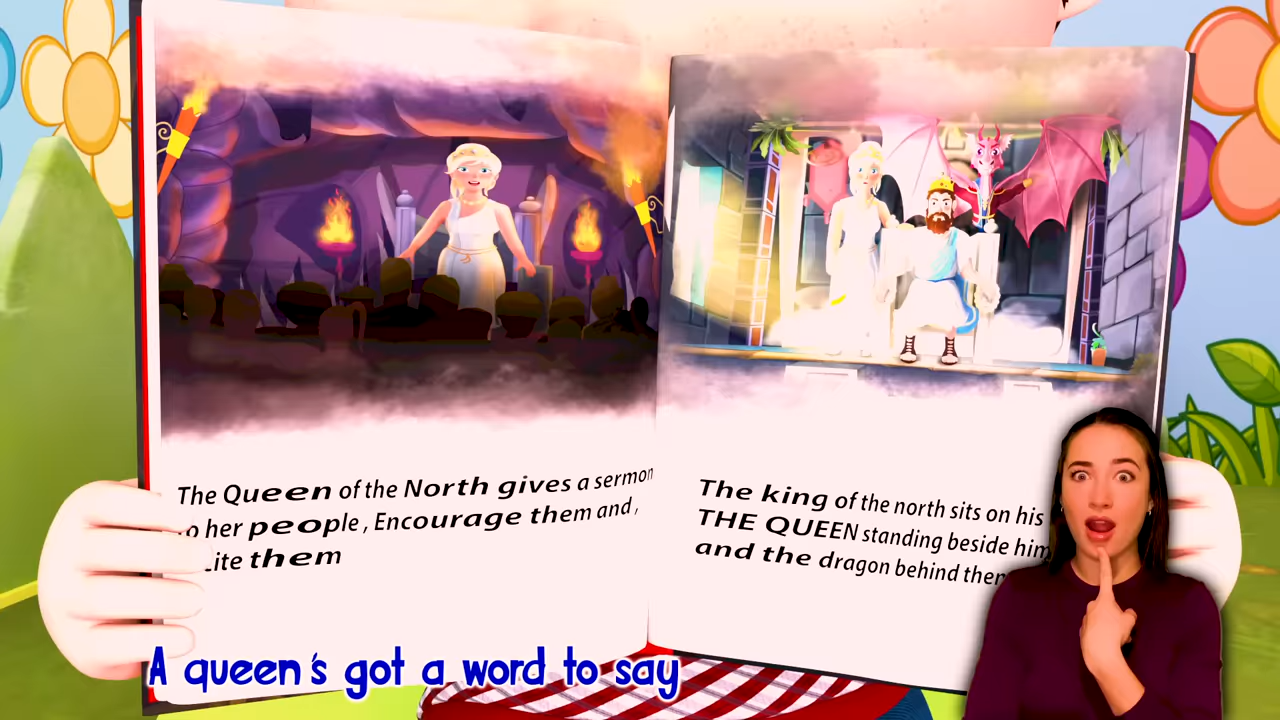 The Queen of the North gives a sermon
to her people, Encourage them and,
them
The king of the north sits on his
THE QUEEN standing beside him
and the dragon behind them
A queen's got a word to say